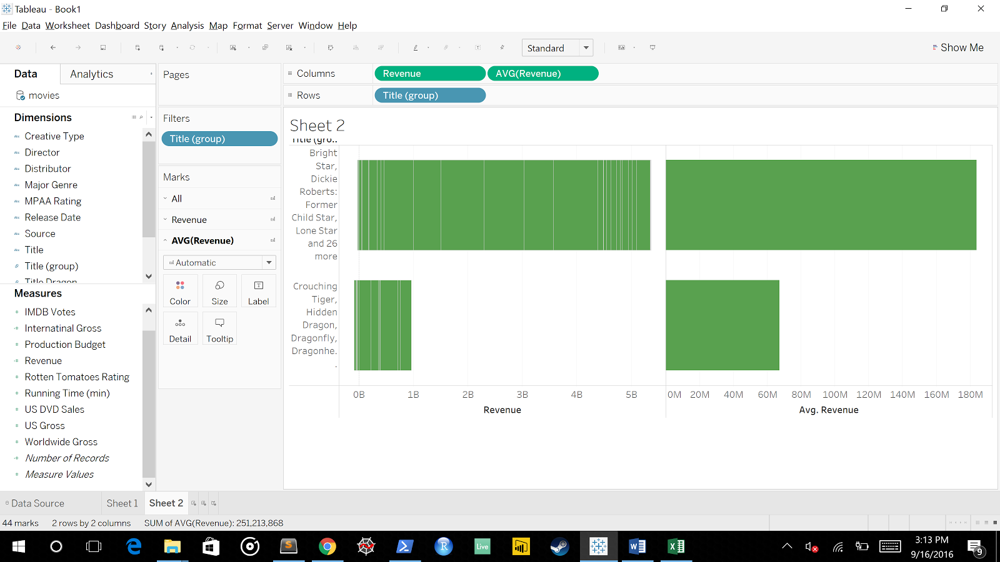 Tableau - Book1
File Data Worksheet Dashboard Story Analysis Map Format Server Window Help
Standard
Show Me
Data
Analytics
movies
Dimensions
Abc Creative Type
Abc Director
Abc Distributor
Abc Major Genre
Abc MPAA Rating
Abc Release Date
Abc Source
Abc Title
Title (group)
Title Dragon
Measures
# IMDB Votes
Internatinal Gross
# Production Budget
Revenue
# Rotten Tomatoes Rating
# Running Time (min)
# US DVD Sales
# US Gross
# Worldwide Gross
Number of Records
# Measure Values
Pages
Filters
Title (group)
Marks
All
Revenue
AVG(Revenue)
Automatic
Color Size Label
Detail Tooltip
Columns Revenue AVG(Revenue)
Rows Title (group)
Sheet 2
Title (gro..
Bright
Star,
Dickie
Roberts:
Former
Child Star,
Lone Star
and 26
more
Crouching
Tiger,
Hidden
Dragon,
Dragonfly,
Dragonhe.
.
0B 1B 2B 3B 4B 5B
Revenue
0M 20M 40M 60M 80M 100M 120M 140M 160M 180M
Avg. Revenue
Data Source Sheet 1 Sheet 2
44 marks 2 rows by 2 columns SUM of AVG(Revenue): 251,213,868
S
R
Live
W
X
3:13 PM
9/16/2016
9